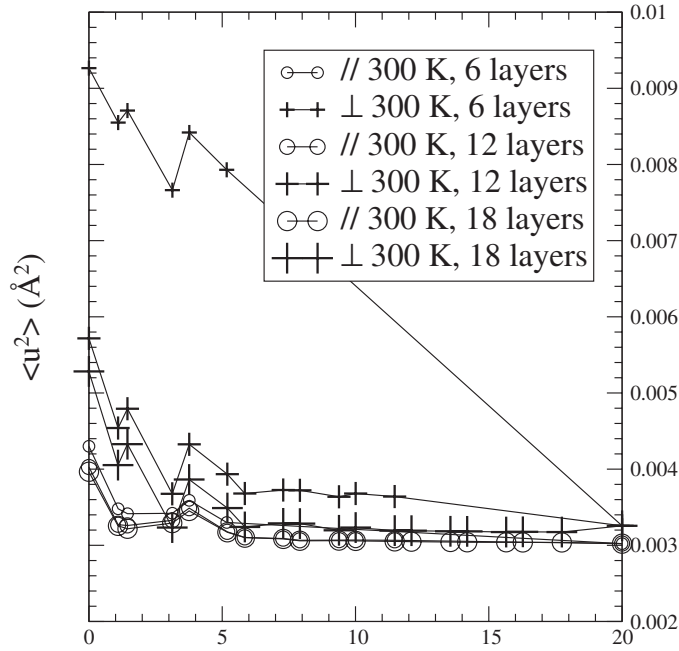 0.01
// 300 K, 6 layers
⊥ 300 K, 6 layers
// 300 K, 12 layers
⊥ 300 K, 12 layers
// 300 K, 18 layers
⊥ 300 K, 18 layers
0.009
0.008
0.007
0.006
0.005
0.004
0.003
0.002
<u²> (Å²)
0 5 10 15 20